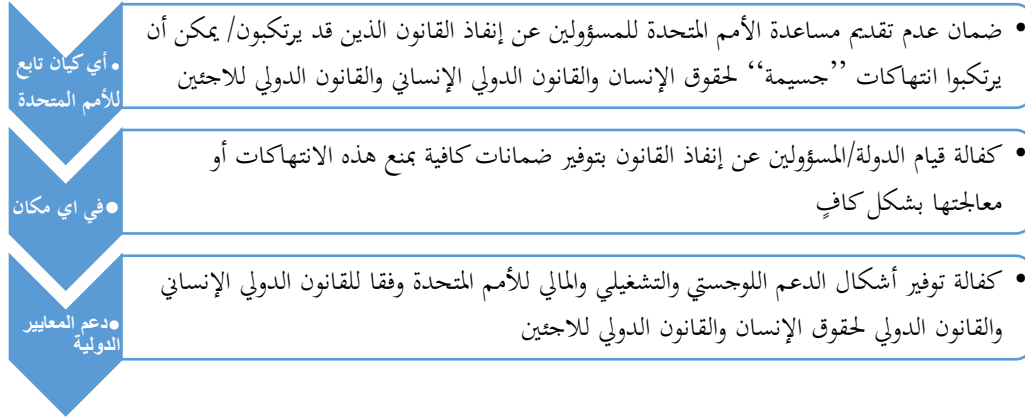 • أي كيان تابع
للأمم المتحدة
• ضمان عدم تقديم مساعدة الأمم المتحدة للمسؤولين عن إنفاذ القانون الذين قد يرتكبون/ يمكن أن
يرتكبوا انتهاكات ’’جسيمة‘‘ لحقوق الإنسان والقانون الدولي الإنساني والقانون الدولي للاجئين
•في اي مكان
• كفالة قيام الدولة/المسؤولين عن إنفاذ القانون بتوفير ضمانات كافية بمنع هذه الانتهاكات أو
معالجتها بشكل كافٍ
•دعم المعايير
الدولية
• كفالة توفير أشكال الدعم اللوجستي والتشغيلي والمالي للأمم المتحدة وفقا للقانون الدولي الإنساني
والقانون الدولي لحقوق الإنسان والقانون الدولي للاجئين